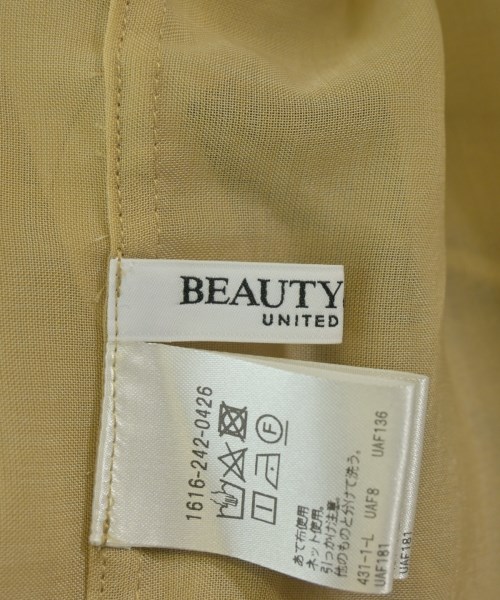 BEAUTY
UNITED
1616-242-0426
F
あて布使用
ネット使用。
引っかけ注意。
他のものと分けて洗う。
431-1-L UAF8 UAF136
UAF181
UAF181